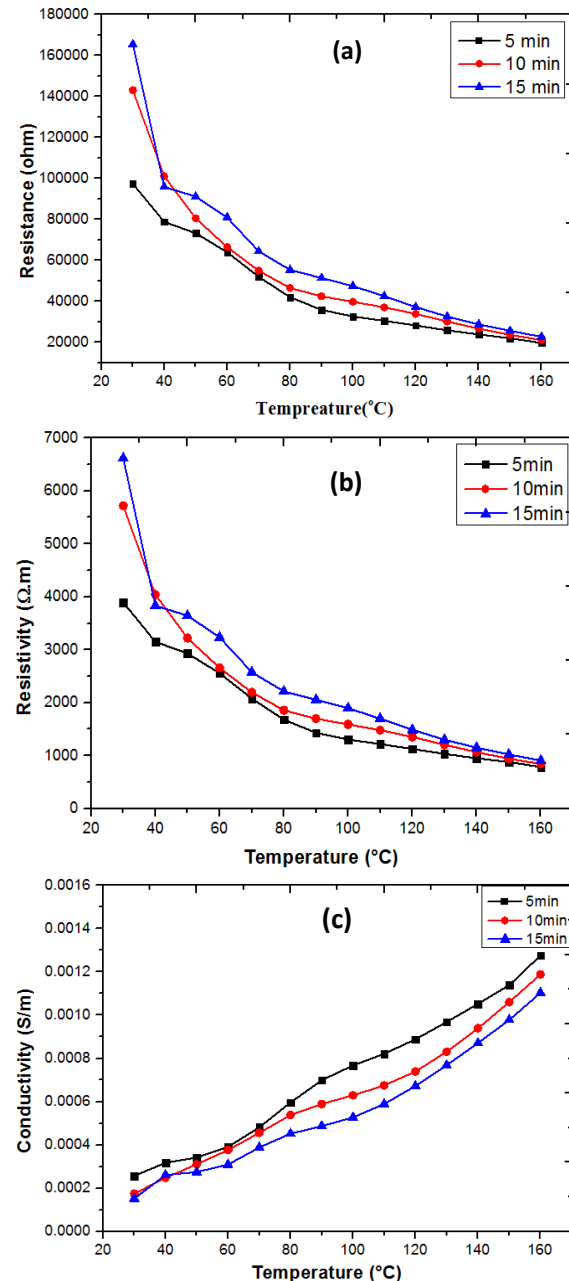 (a)
5 min
10 min
15 min
180000
160000
140000
120000
100000
80000
60000
40000
20000
Resistance (ohm)
20 40 60 80 100 120 140 160
Tempreature(°C)
(b)
5min
10min
15min
7000
6000
5000
4000
3000
2000
1000
0
Resistivity (Ω.m)
20 40 60 80 100 120 140 160
Temperature (°C)
(c)
5min
10min
15min
0.0016
0.0014
0.0012
0.0010
0.0008
0.0006
0.0004
0.0002
0.0000
Conductivity (S/m)
20 40 60 80 100 120 140 160
Temperature (°C)